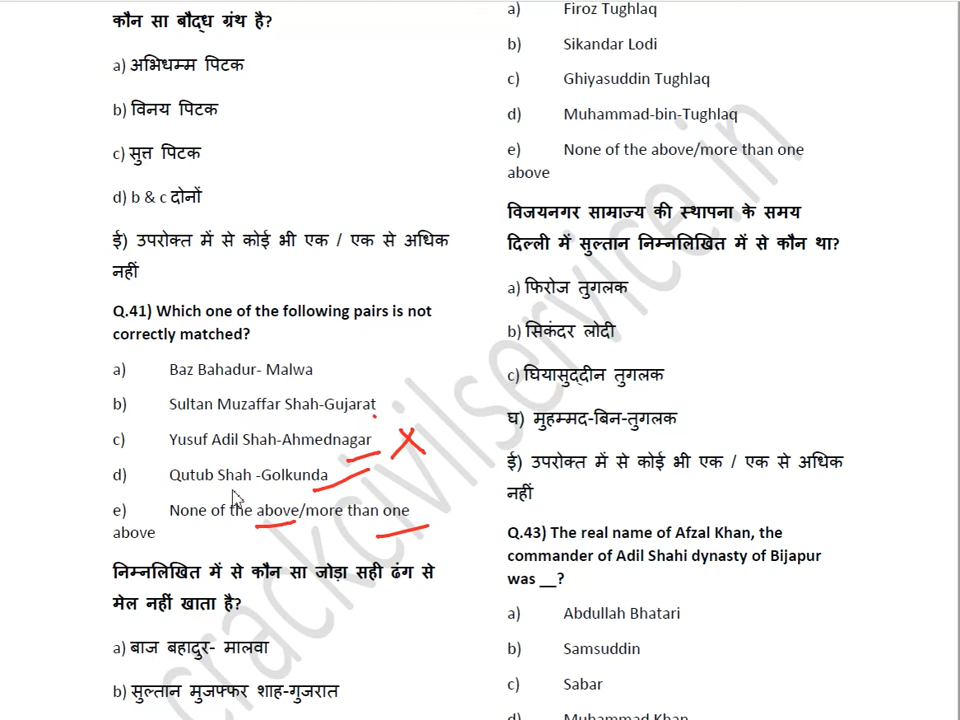 कौन सा बौद्ध ग्रंथ है?
a) अभिधम्म पिटक
b) विनय पिटक
c) सुत्त पिटक
d) b & c दोनों
ई) उपरोक्त में से कोई भी एक / एक से अधिक
नहीं
Q.41) Which one of the following pairs is not
correctly matched?
a) Baz Bahadur- Malwa
b) Sultan Muzaffar Shah-Gujarat
c) Yusuf Adil Shah-Ahmednagar
d) Qutub Shah -Golkunda
e) None of the above/more than one
above
निम्नलिखित में से कौन सा जोड़ा सही ढंग से
मेल नहीं खाता है?
a) बाज बहादुर- मालवा
b) सुल्तान मुजफ्फर शाह-गुजरात
a) Firoz Tughlaq
b) Sikandar Lodi
c) Ghiyasuddin Tughlaq
d) Muhammad-bin-Tughlaq
e) None of the above/more than one
above
विजयनगर सामाज्य की स्थापना के समय
दिल्ली में सुल्तान निम्नलिखित में से कौन था?
a) फिरोज तुगलक
b) सिकंदर लोदी
c) घियासुद्दीन तुगलक
घ) मुहम्मद-बिन-तुगलक
ई) उपरोक्त में से कोई भी एक / एक से अधिक
नहीं
Q.43) The real name of Afzal Khan, the
commander of Adil Shahi dynasty of Bijapur
was __?
a) Abdullah Bhatari
b) Samsuddin
c) Sabar
d) Muhammad Khan
crackcivilservice.in